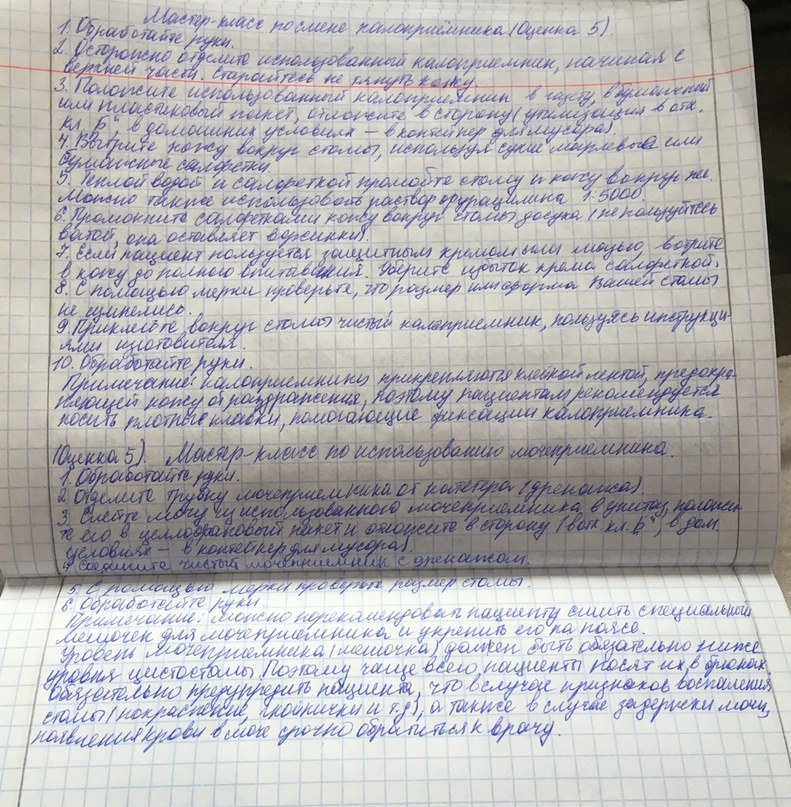 Мастер-класс по смене калоприёмника (Оценка 5).
1. Обработайте руки.
2. Осторожно отделите использованный калоприемник, начиная с
верхней части. Старайтесь не тянуть кожу.
3. Положите использованный калоприемник в газету, в бумажный
или пластиковый пакет, отложите в сторону (утилизация в отх.
кл. „Б", в домашних условиях – в контейнер для мусора).
4. Вытрите кожу вокруг стомы, используя сухие марлевые или
бумажные салфетки.
5. Теплой водой и салфеткой промойте стому и кожу вокруг нее.
Можно также использовать раствор фурацилина 1:5000.
6. Промокните салфетками кожу вокруг стомы досуха (не пользуйтесь
ватой, она оставляет ворсинки).
7. Если пациент пользуется защитным кремом или мазью, вотрите
в кожу до полного впитывания. Уберите избыток крема салфеткой.
8. С помощью мерки проверьте, что размер или форма Вашей стомы
не изменились.
9. Приклейте вокруг стомы чистый калоприемник, пользуясь инструкци-
ями изготовителя.
10. Обработайте руки.
Примечание: калоприемники прикрепляются клейкой лентой, предохра-
няющей кожу от раздражения, поэтому пациентам рекомендуется
носить плотные плавки, помогающие фиксации калоприемника.
(Оценка 5). Мастер-класс по использованию мочеприемника.
1. Обработайте руки.
2 Отделите трубку мочеприемника от катетера (дренажа).
3. Слейте мочу из использованного мочеприемника, в унитаз, положи-
те его в целлофановый пакет и отложите в сторону (в отх. кл. „Б", в дом.
условиях – в контейнер для мусора).
4 Соедините чистый мочеприемник с дренажом.
5. С помощью мерки проверьте размер стомы.
6. Обработайте руки
Примечание: можно порекомендовать пациенту сшить специальный
мешочек для мочеприемника и укрепить его на поясе.
Уровень мочеприемника (мешочка) должен быть обязательно ниже
уровня цистостомы. Поэтому чаще всего пациенты носят их в брюках.
Обязательно предупредить пациента, что в случае признаков воспаления
стомы (покраснение, гнойнички и т.д), а также в случае задержки мочи,
появления крови в моче срочно обратиться к врачу.